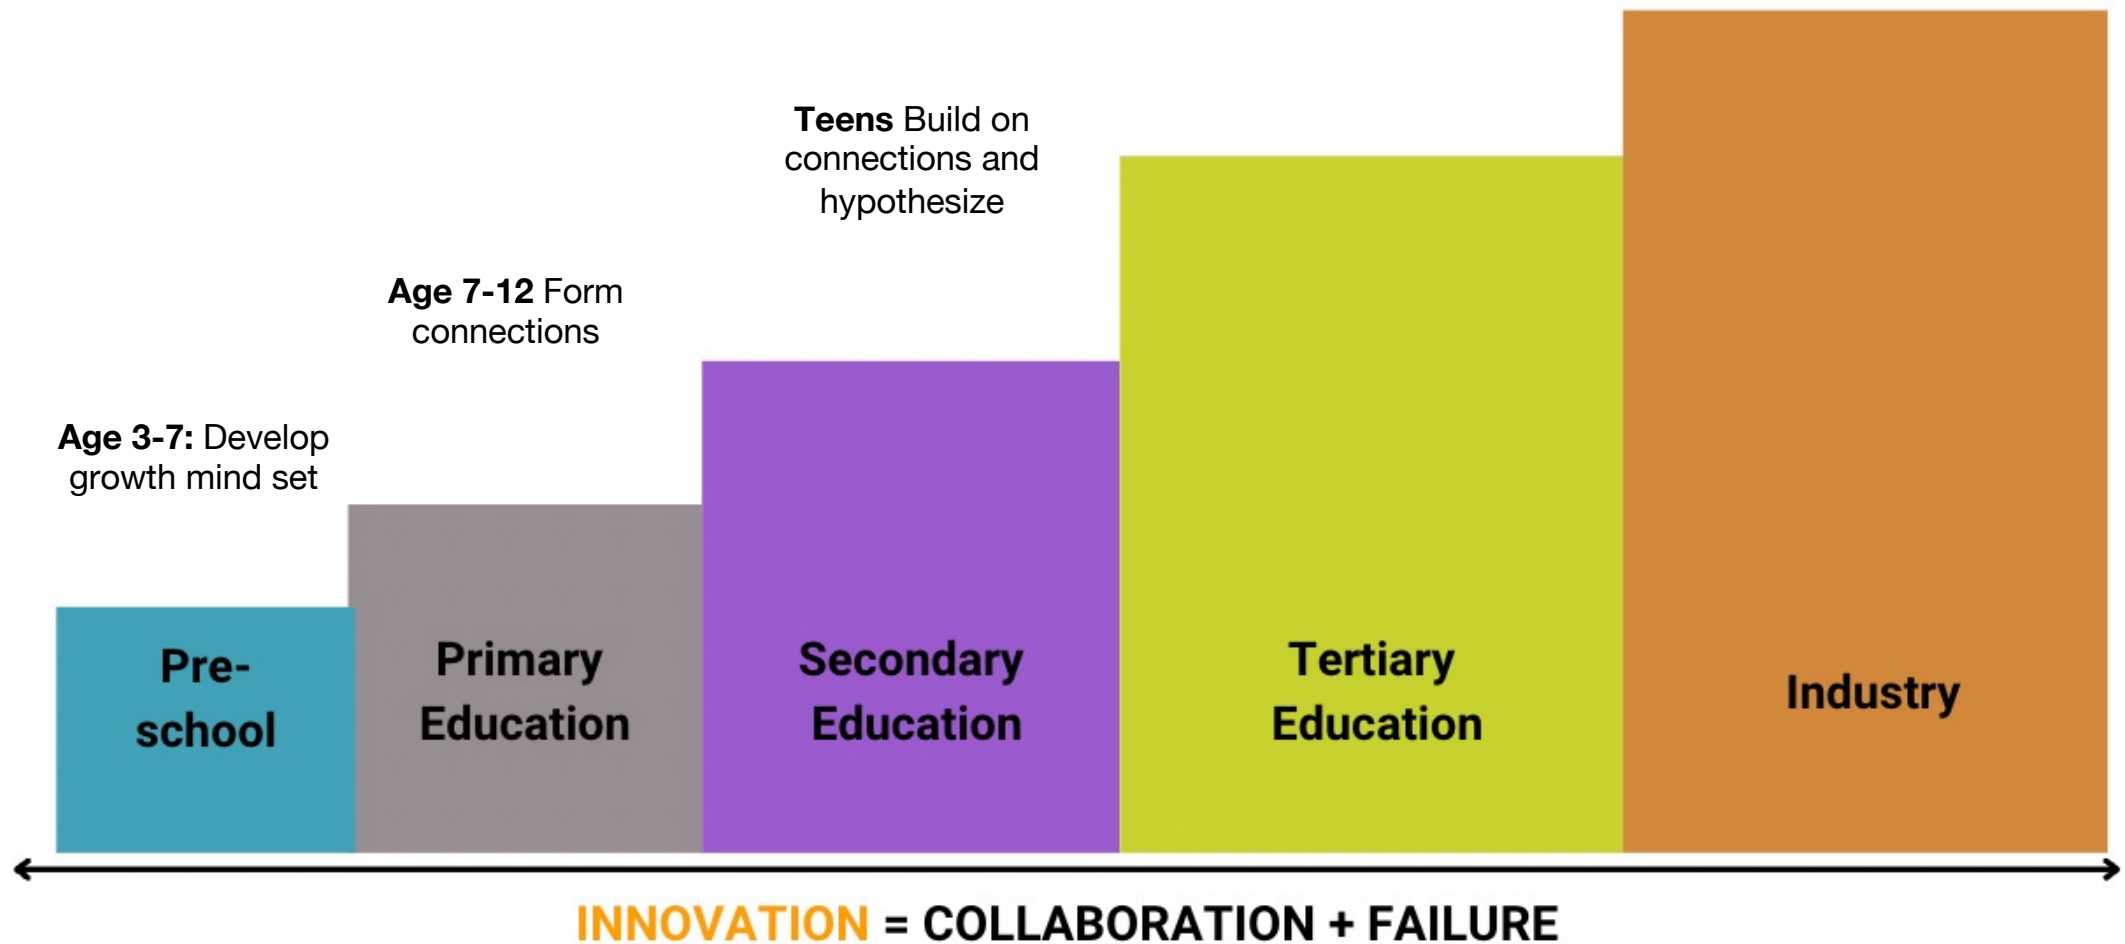 Teens Build on
connections and
hypothesize
Age 7-12 Form
connections
Age 3-7: Develop
growth mind set
Pre-
school
Primary
Education
Secondary
Education
Tertiary
Education
Industry
INNOVATION = COLLABORATION + FAILURE